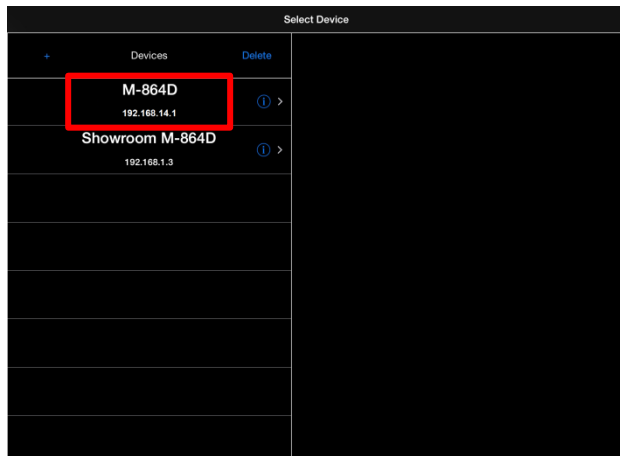 Select Device
+ Devices Delete
M-864D
192.168.14.1
Showroom M-864D
192.168.1.3